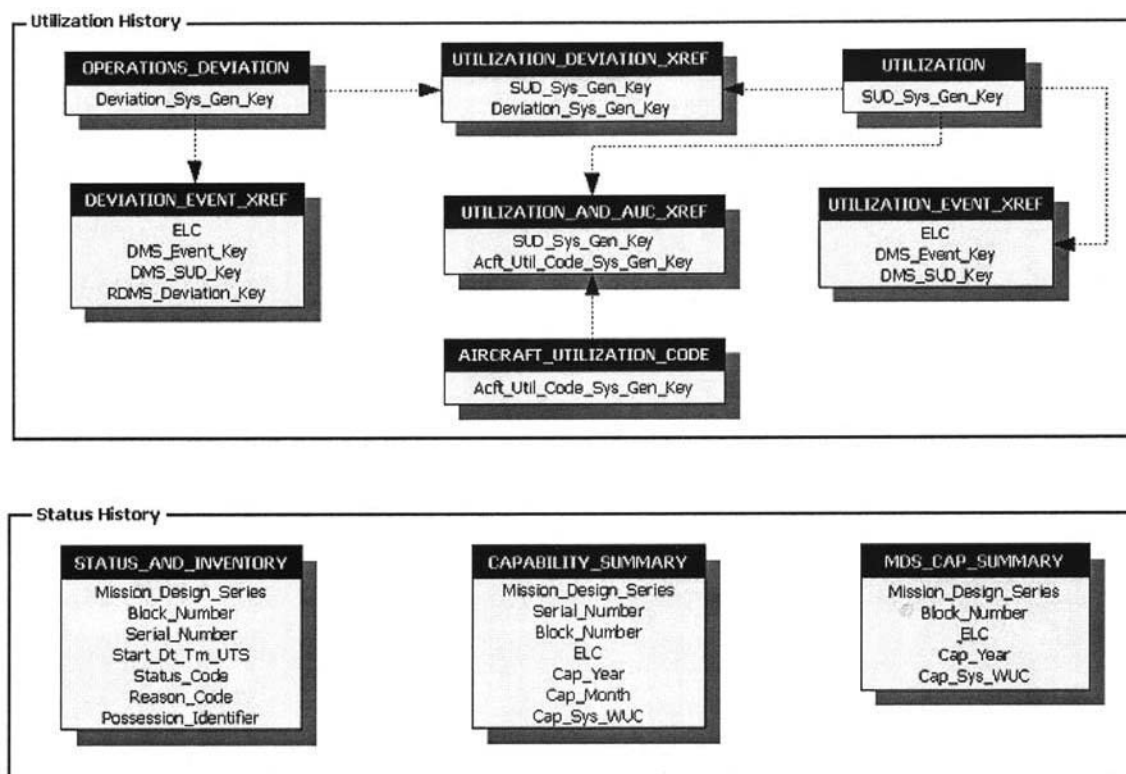 Utilization History
OPERATIONS_DEVIATION
Deviation_Sys_Gen_Key
UTILIZATION_DEVIATION_XREF
SUD_Sys_Gen_Key
Deviation_Sys_Gen_Key
UTILIZATION
SUD_Sys_Gen_Key
DEVIATION_EVENT_XREF
ELC
DMS_Event_Key
DMS_SUD_Key
RDMS_Deviation_Key
UTILIZATION_AND_AUC_XREF
SUD_Sys_Gen_Key
Acft_Util_Code_Sys_Gen_Key
UTILIZATION_EVENT_XREF
ELC
DMS_Event_Key
DMS_SUD_Key
AIRCRAFT_UTILIZATION_CODE
Acft_Util_Code_Sys_Gen_Key
Status History
STATUS_AND_INVENTORY
Mission_Design_Series
Block_Number
Serial_Number
Start_Dt_Tm_UTS
Status_Code
Reason_Code
Possession_Identifier
CAPABILITY_SUMMARY
Mission_Design_Series
Serial_Number
Block_Number
ELC
Cap_Year
Cap_Month
Cap_Sys_WUC
MDS_CAP_SUMMARY
Mission_Design_Series
Block_Number
ELC
Cap_Year
Cap_Sys_WUC